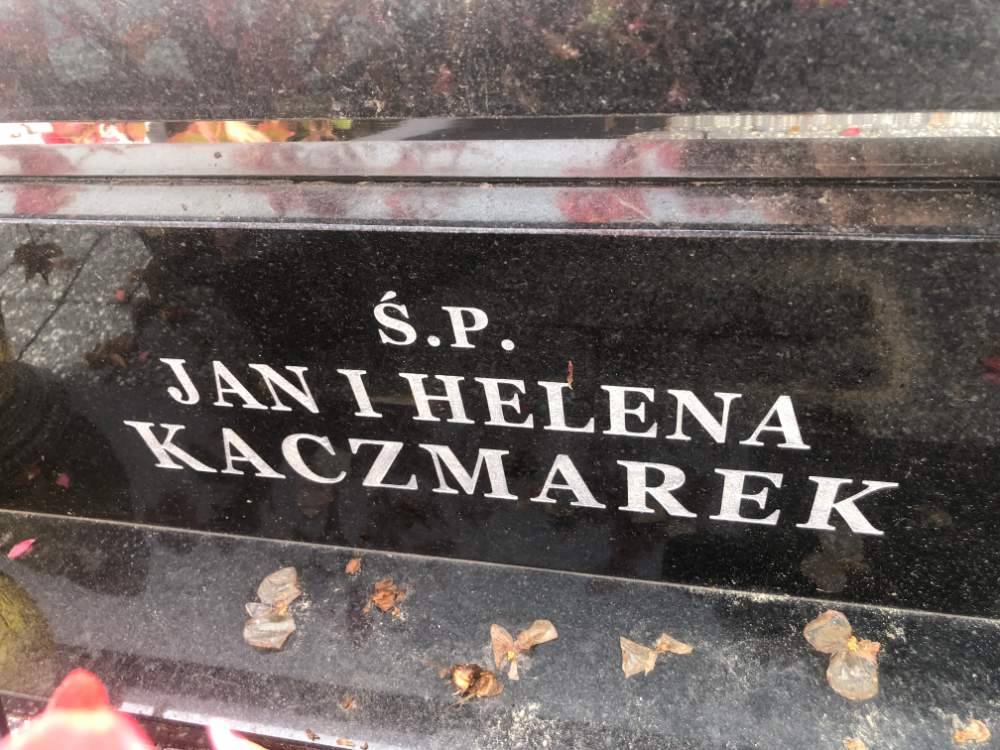 Ś.P.
JAN I HELENA
KACZMAREK